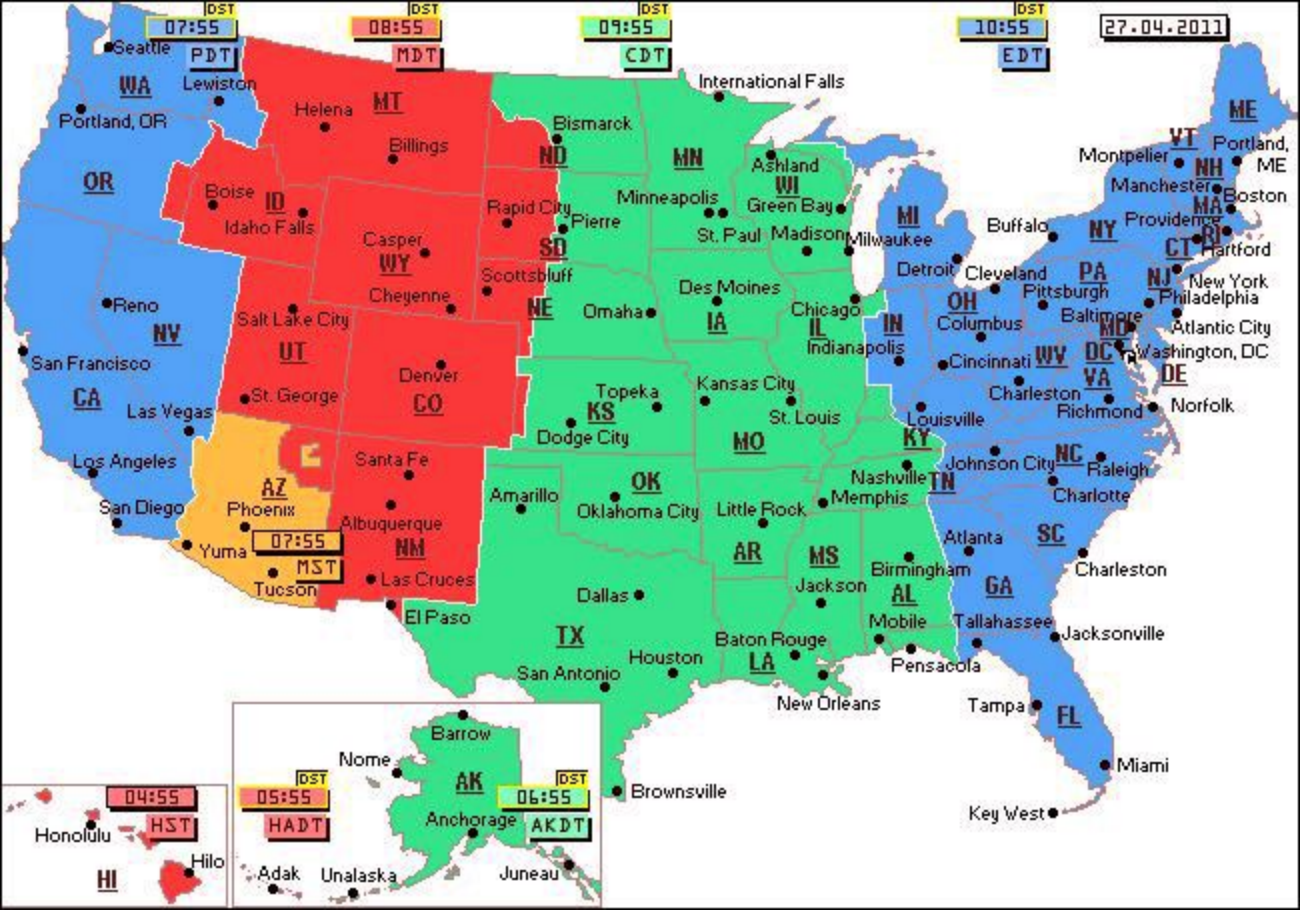 DST
07:55
PDT
DST
08:55
MDT
DST
09:55
CDT
DST
10:55
EDT
27.04.2011
Seattle
WA
Lewiston
Portland, OR
OR
Helena
MT
Billings
Boise
ID
Idaho Falls
Casper
WY
Cheyenne
Reno
NV
San Francisco
CA
Las Vegas
Los Angeles
San Diego
Salt Lake City
UT
St. George
Denver
CO
AZ
Phoenix
Yuma
07:55
MST
Tucson
Santa Fe
Albuquerque
NM
Las Cruces
El Paso
Bismarck
ND
Rapid City
Pierre
SD
Scottsbluff
NE
Omaha
International Falls
MN
Minneapolis
St. Paul
Ashland
WI
Green Bay
Madison
Milwaukee
Des Moines
IA
Chicago
IL
Topeka
KS
Dodge City
Kansas City
St. Louis
MO
Amarillo
OK
Oklahoma City
Little Rock
AR
Memphis
Nashville
TN
KY
Louisville
Dallas
TX
San Antonio
Houston
Brownsville
Baton Rouge
LA
New Orleans
MS
Jackson
Birmingham
AL
Mobile
Pensacola
MI
Detroit
IN
Indianapolis
OH
Cleveland
Columbus
Cincinnati
WV
Charleston
PA
Pittsburgh
Buffalo
NY
Montpelier
VT
ME
Portland,
ME
NH
Manchester
Boston
MA
Providence
RI
CT
Hartford
NJ
New York
Philadelphia
Baltimore
MD
Atlantic City
DC
Washington, DC
DE
VA
Richmond
Norfolk
Johnson City
NC
Raleigh
Charlotte
SC
Charleston
Atlanta
GA
Tallahassee
Jacksonville
Tampa
FL
Miami
Key West
Barrow
Nome
AK
Anchorage
DST
05:55
HADT
DST
06:55
AKDT
Adak
Unalaska
Juneau
04:55
HST
Honolulu
Hilo
HI